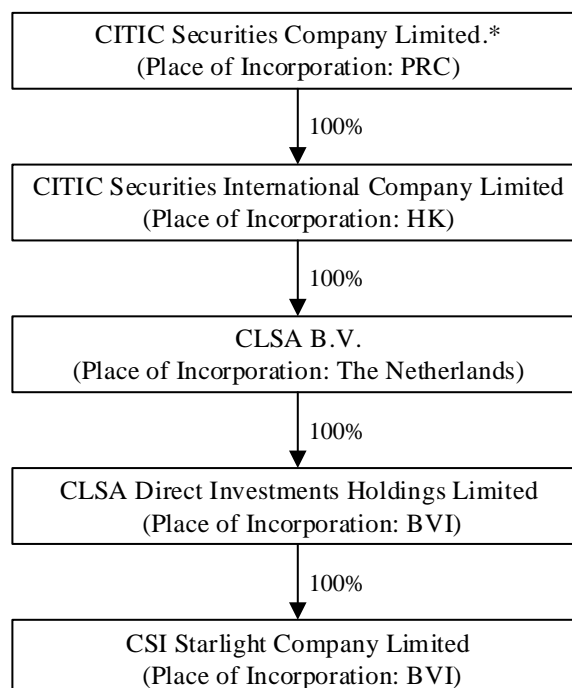 CITIC Securities Company Limited.*
(Place of Incorporation: PRC)
100%
CITIC Securities International Company Limited
(Place of Incorporation: HK)
100%
CLSA B.V.
(Place of Incorporation: The Netherlands)
100%
CLSA Direct Investments Holdings Limited
(Place of Incorporation: BVI)
100%
CSI Starlight Company Limited
(Place of Incorporation: BVI)